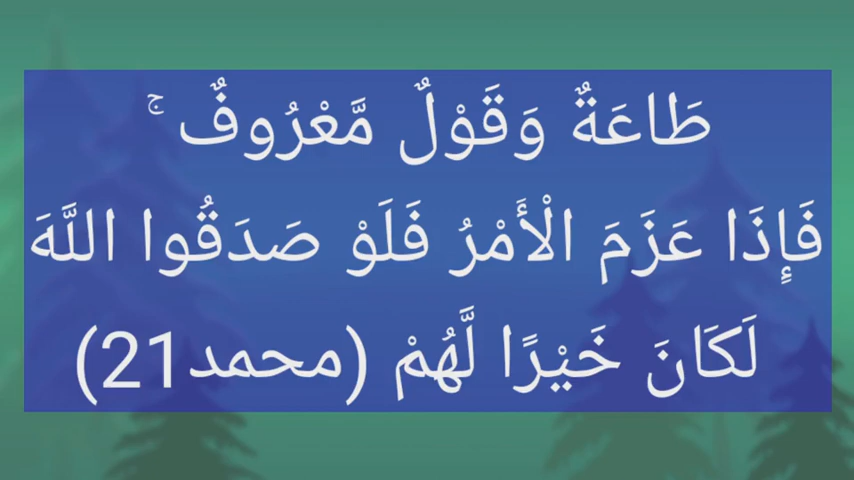 طَاعَةٌ وَقَوْلٌ مَّعْرُوفٌ ۚ
فَإِذَا عَزَمَ الْأَمْرُ فَلَوْ صَدَقُوا اللَّهَ
لَكَانَ خَيْرًا لَّهُمْ (محمد21)